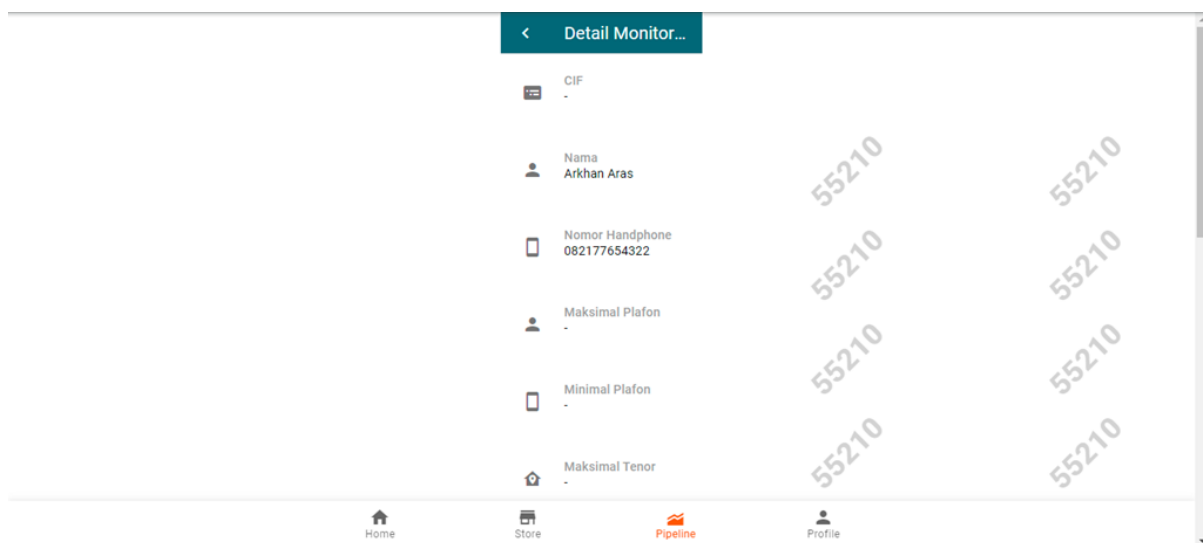 Detail Monitor...
CIF
-
Nama
Arkhan Aras
Nomor Handphone
082177654322
Maksimal Plafon
-
Minimal Plafon
-
Maksimal Tenor
-
55210 55210
55210 55210
55210 55210
55210 55210
Home Store Pipeline Profile